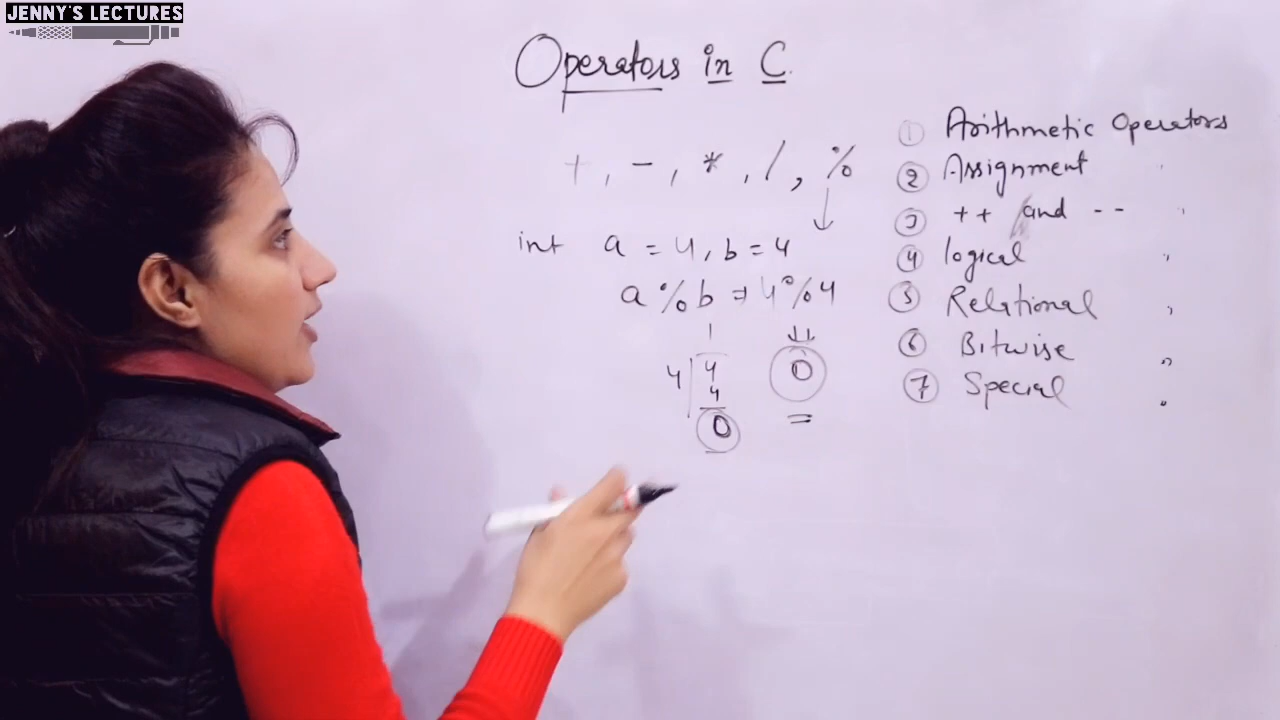 JENNY'S LECTURES
Operators in C.
+, -, *, /, %
int a = 4, b = 4
a % b ⇒ 4 % 4
1
4 4
4
0
0
① Arithmetic Operators
② Assignment "
③ ++ and -- "
④ logical "
⑤ Relational "
⑥ Bitwise "
⑦ Special "